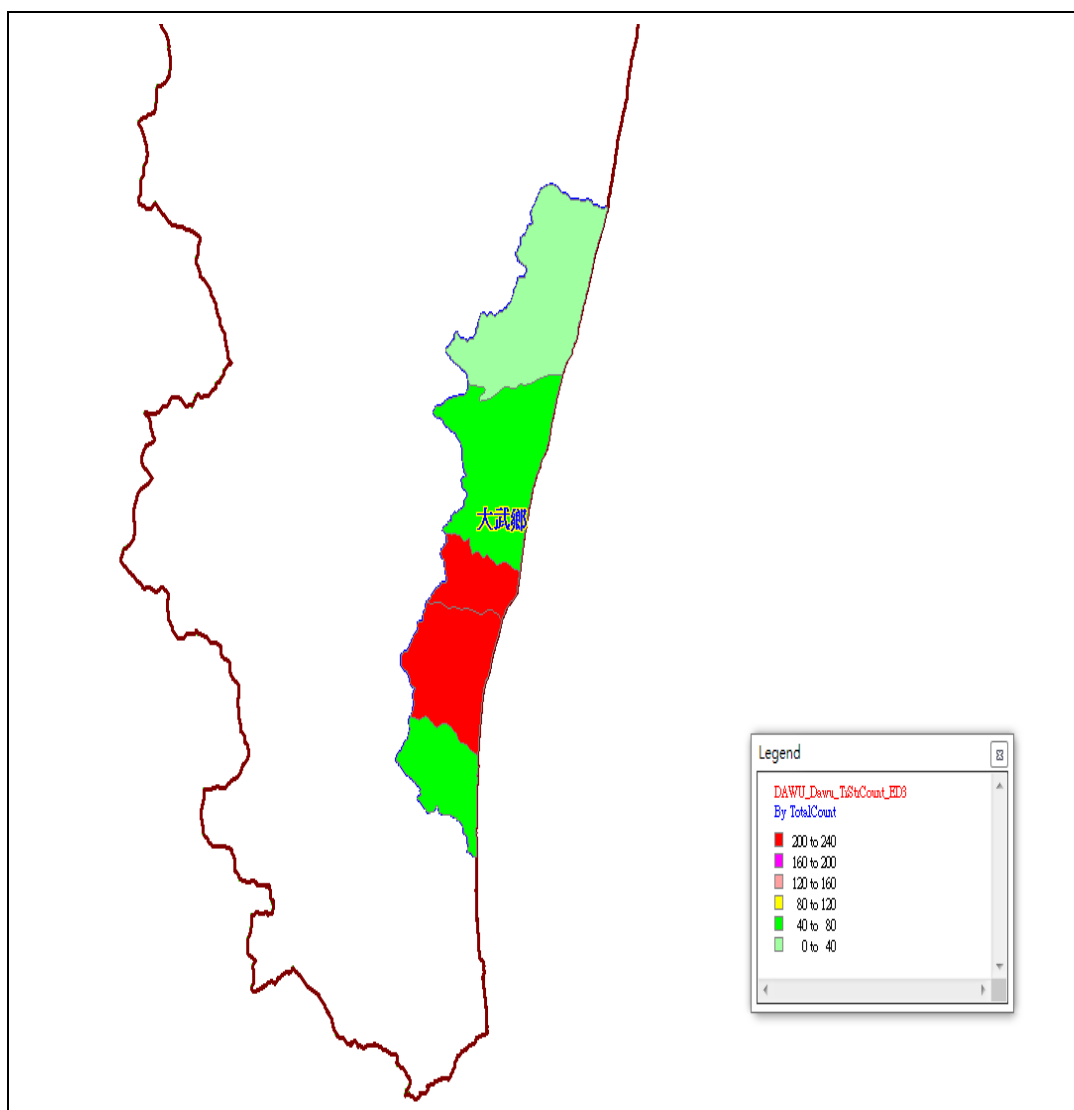 大武鄉
Legend
DAWU_Dawu_TsStrCount_ED3
By TotalCount
200 to 240
160 to 200
120 to 160
80 to 120
40 to 80
0 to 40